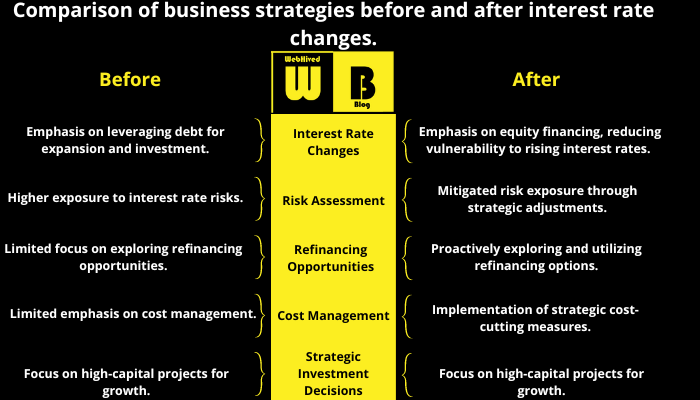 Comparison of business strategies before and after interest rate
changes.
WebHived
W
B
Blog
Before
After
Emphasis on leveraging debt for
expansion and investment.
Interest Rate
Changes
Emphasis on equity financing, reducing
vulnerability to rising interest rates.
Higher exposure to interest rate risks.
Risk Assessment
Mitigated risk exposure through
strategic adjustments.
Limited focus on exploring refinancing
opportunities.
Refinancing
Opportunities
Proactively exploring and utilizing
refinancing options.
Limited emphasis on cost management.
Cost Management
Implementation of strategic cost-
cutting measures.
Focus on high-capital projects for
growth.
Strategic
Investment
Decisions
Focus on high-capital projects for
growth.